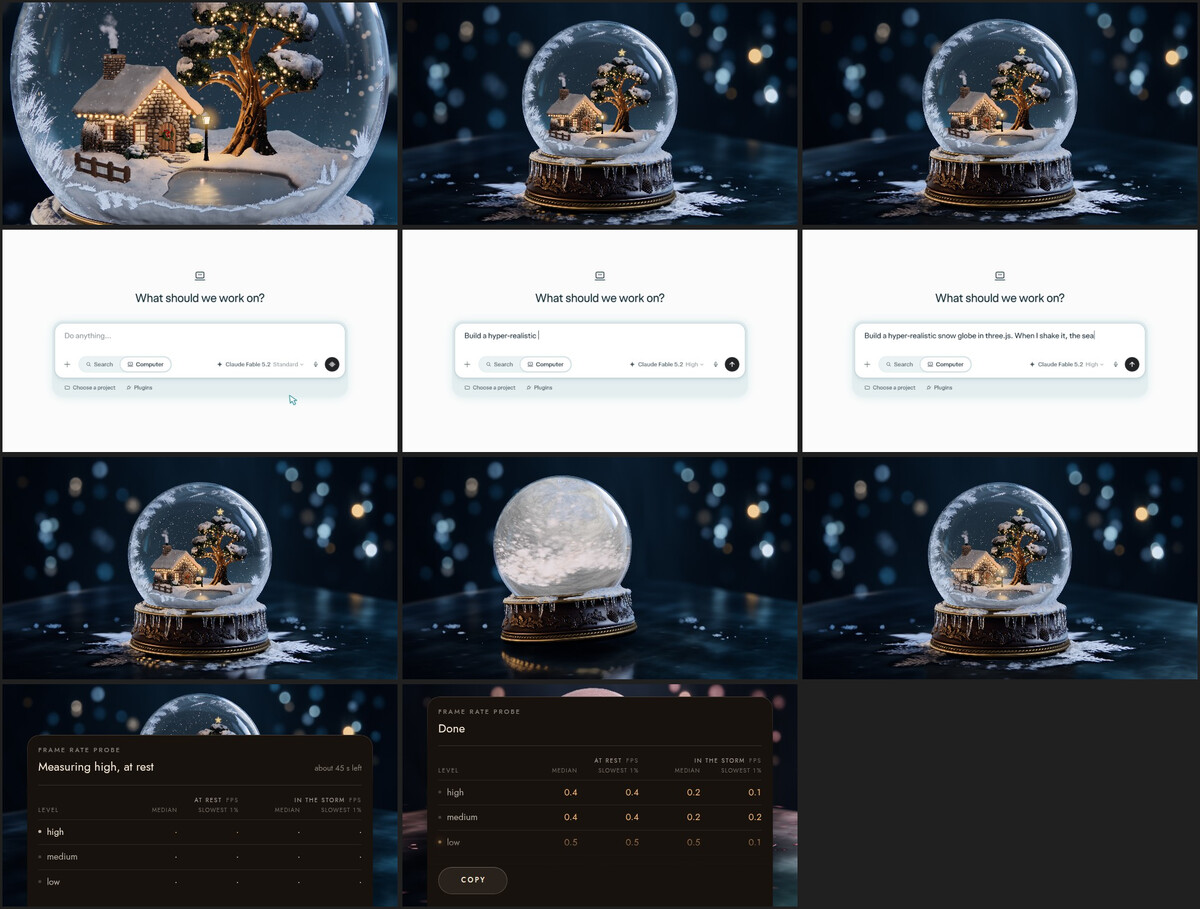 What should we work on?
Do anything...
Search Computer Claude Fable 5.2 Standard
Choose a project Plugins
What should we work on?
Build a hyper-realistic
Search Computer Claude Fable 5.2 High
Choose a project Plugins
What should we work on?
Build a hyper-realistic snow globe in three.js. When I shake it, the sea
Search Computer Claude Fable 5.2 High
Choose a project Plugins
FRAME RATE PROBE
Measuring high, at rest about 45 s left
AT REST FPS IN THE STORM FPS
LEVEL MEDIAN SLOWEST 1% MEDIAN SLOWEST 1%
high · · · ·
medium · · · ·
low · · · ·
FRAME RATE PROBE
Done
AT REST FPS IN THE STORM FPS
LEVEL MEDIAN SLOWEST 1% MEDIAN SLOWEST 1%
high 0.4 0.4 0.2 0.1
medium 0.4 0.4 0.2 0.2
low 0.5 0.5 0.5 0.1
COPY